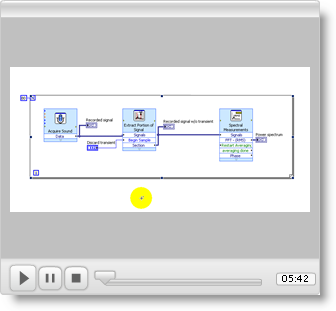 Recorded signal
Extract Portion of
Signal
Recorded signal w/o transient
Acquire Sound
Data
Signals
Begin Sample
Section
Discard transient
Spectral
Measurements
Signals
FFT - (RMS)
Restart Averaging
averaging done
Phase
Power spectrum
05:42